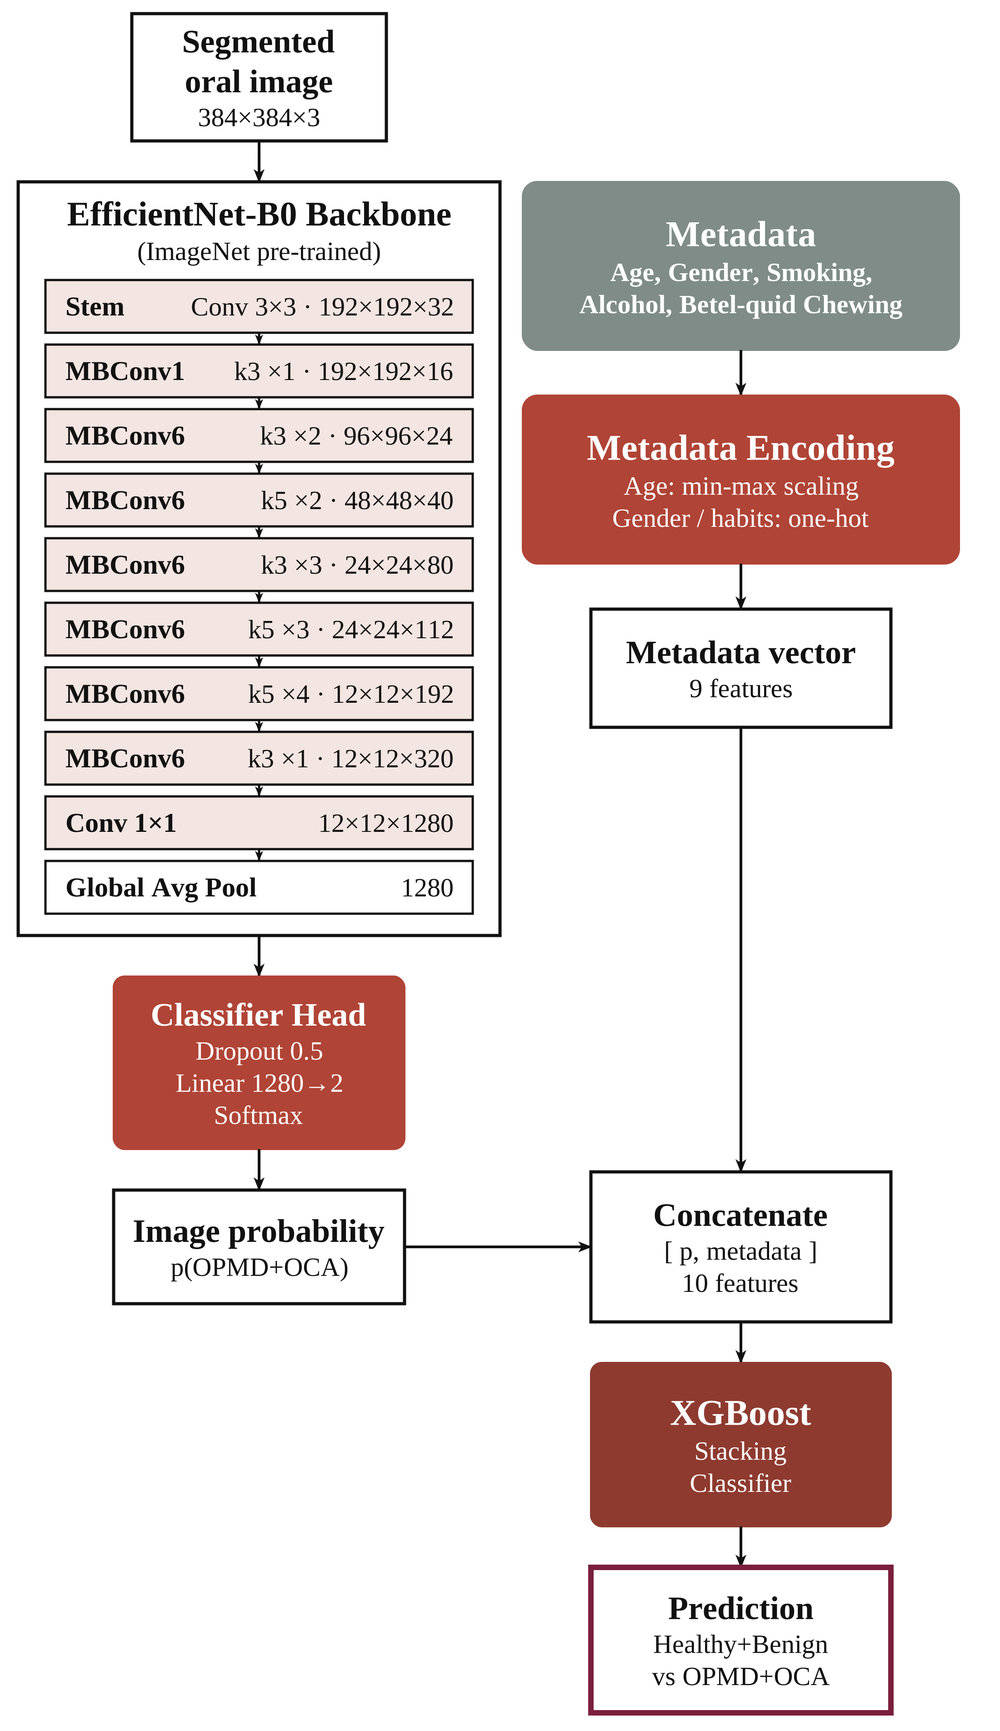 Segmented
oral image
384×384×3
EfficientNet-B0 Backbone
(ImageNet pre-trained)
Stem Conv 3×3 · 192×192×32
MBConv1 k3 ×1 · 192×192×16
MBConv6 k3 ×2 · 96×96×24
MBConv6 k5 ×2 · 48×48×40
MBConv6 k3 ×3 · 24×24×80
MBConv6 k5 ×3 · 24×24×112
MBConv6 k5 ×4 · 12×12×192
MBConv6 k3 ×1 · 12×12×320
Conv 1×1 12×12×1280
Global Avg Pool 1280
Classifier Head
Dropout 0.5
Linear 1280→2
Softmax
Image probability
p(OPMD+OCA)
Metadata
Age, Gender, Smoking,
Alcohol, Betel-quid Chewing
Metadata Encoding
Age: min-max scaling
Gender / habits: one-hot
Metadata vector
9 features
Concatenate
[ p, metadata ]
10 features
XGBoost
Stacking
Classifier
Prediction
Healthy+Benign
vs OPMD+OCA